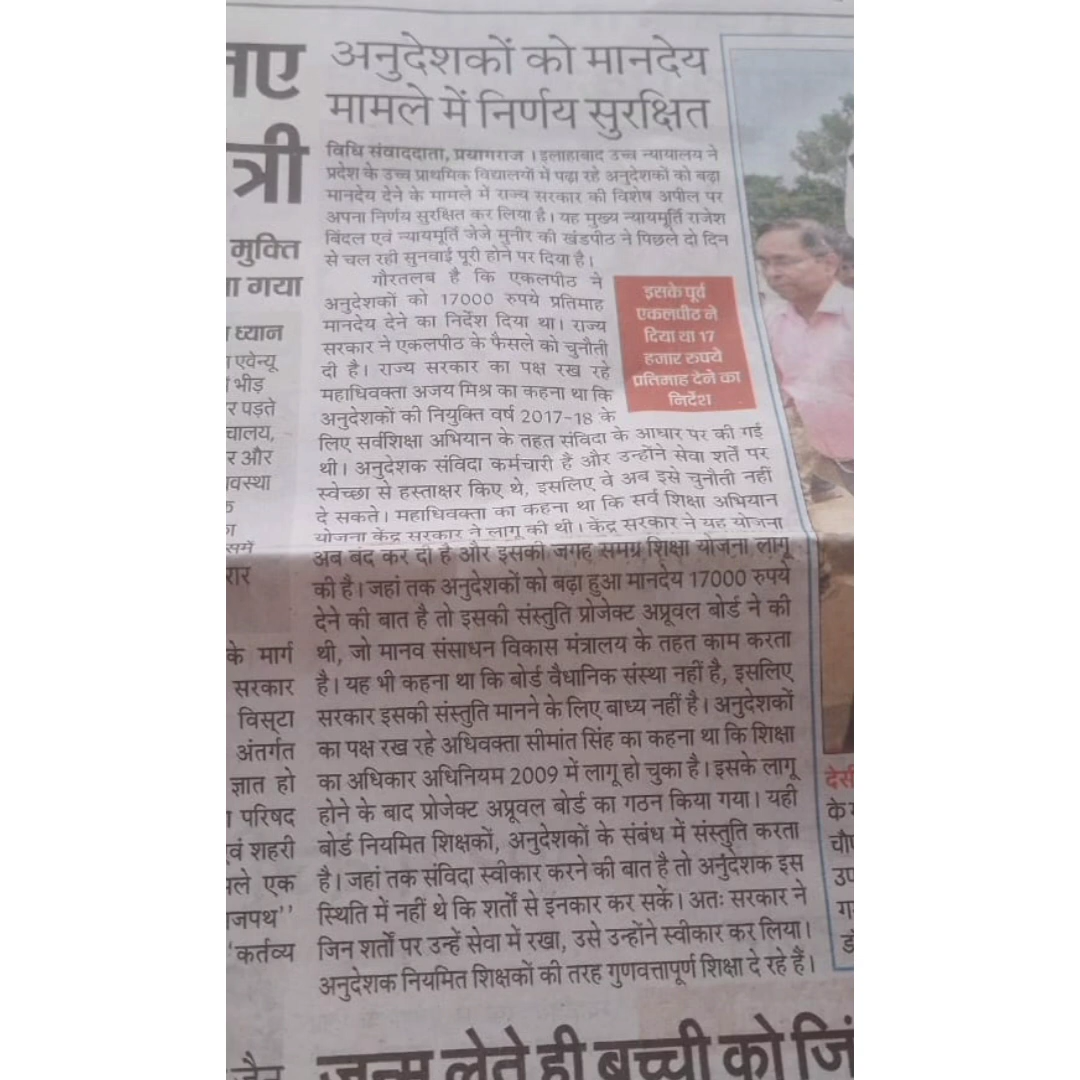 अनुदेशकों को मानदेय
मामले में निर्णय सुरक्षित
विधि संवाददाता, प्रयागराज । इलाहाबाद उच्च न्यायालय ने
प्रदेश के उच्च प्राथमिक विद्यालयों में पढ़ा रहे अनुदेशकों को बढ़ा
मानदेय देने के मामले में राज्य सरकार की विशेष अपील पर
अपना निर्णय सुरक्षित कर लिया है। यह मुख्य न्यायमूर्ति राजेश
बिंदल एवं न्यायमूर्ति जेजे मुनीर की खंडपीठ ने पिछले दो दिन
से चल रही सुनवाई पूरी होने पर दिया है।
गौरतलब है कि एकलपीठ ने
अनुदेशकों को 17000 रुपये प्रतिमाह
मानदेय देने का निर्देश दिया था। राज्य
सरकार ने एकलपीठ के फैसले को चुनौती
दी है। राज्य सरकार का पक्ष रख रहे
महाधिवक्ता अजय मिश्र का कहना था कि
अनुदेशकों की नियुक्ति वर्ष 2017-18 के
लिए सर्वशिक्षा अभियान के तहत संविदा के आधार पर की गई
थी। अनुदेशक संविदा कर्मचारी है और उन्होंने सेवा शर्ते पर
स्वेच्छा से हस्ताक्षर किए थे, इसलिए वे अब इसे चुनौती नहीं
दे सकते। महाधिवक्ता का कहना था कि सर्व शिक्षा अभियान
योजना केंद्र सरकार ने लागू की थी। केंद्र सरकार ने यह योजना
अब बंद कर दी है और इसकी जगह समग्र शिक्षा योजना लागू
की है। जहां तक अनुदेशकों को बढ़ा हुआ मानदेय 17000 रुपये
देने की बात है तो इसकी संस्तुति प्रोजेक्ट अप्रूवल बोर्ड ने की
थी, जो मानव संसाधन विकास मंत्रालय के तहत काम करता
है। यह भी कहना था कि बोर्ड वैधानिक संस्था नहीं है, इसलिए
सरकार इसकी संस्तुति मानने के लिए बाध्य नहीं है। अनुदेशकों
का पक्ष रख रहे अधिवक्ता सीमांत सिंह का कहना था कि शिक्षा
का अधिकार अधिनियम 2009 में लागू हो चुका है। इसके लागू
होने के बाद प्रोजेक्ट अप्रूवल बोर्ड का गठन किया गया। यही
बोर्ड नियमित शिक्षकों, अनुदेशकों के संबंध में संस्तुति करता
है। जहां तक संविदा स्वीकार करने की बात है तो अनुदेशक इस
स्थिति में नहीं थे कि शर्तों से इनकार कर सकें। अतः सरकार ने
जिन शर्तों पर उन्हें सेवा में रखा, उसे उन्होंने स्वीकार कर लिया।
अनुदेशक नियमित शिक्षकों की तरह गुणवत्तापूर्ण शिक्षा दे रहे हैं।
इसके पूर्व
एकलपीठ ने
दिया था 17
हजार रुपये
प्रतिमाह देने का
निर्देश
मुक्ति
गया
ध्यान
एवेन्यू
भीड़
पड़ते
और
के मार्ग
सरकार
विस्टा
अंतर्गत
ज्ञात हो
परिषद
शहरी
एक
'कर्तव्य
जन्म लेते ही बच्ची को